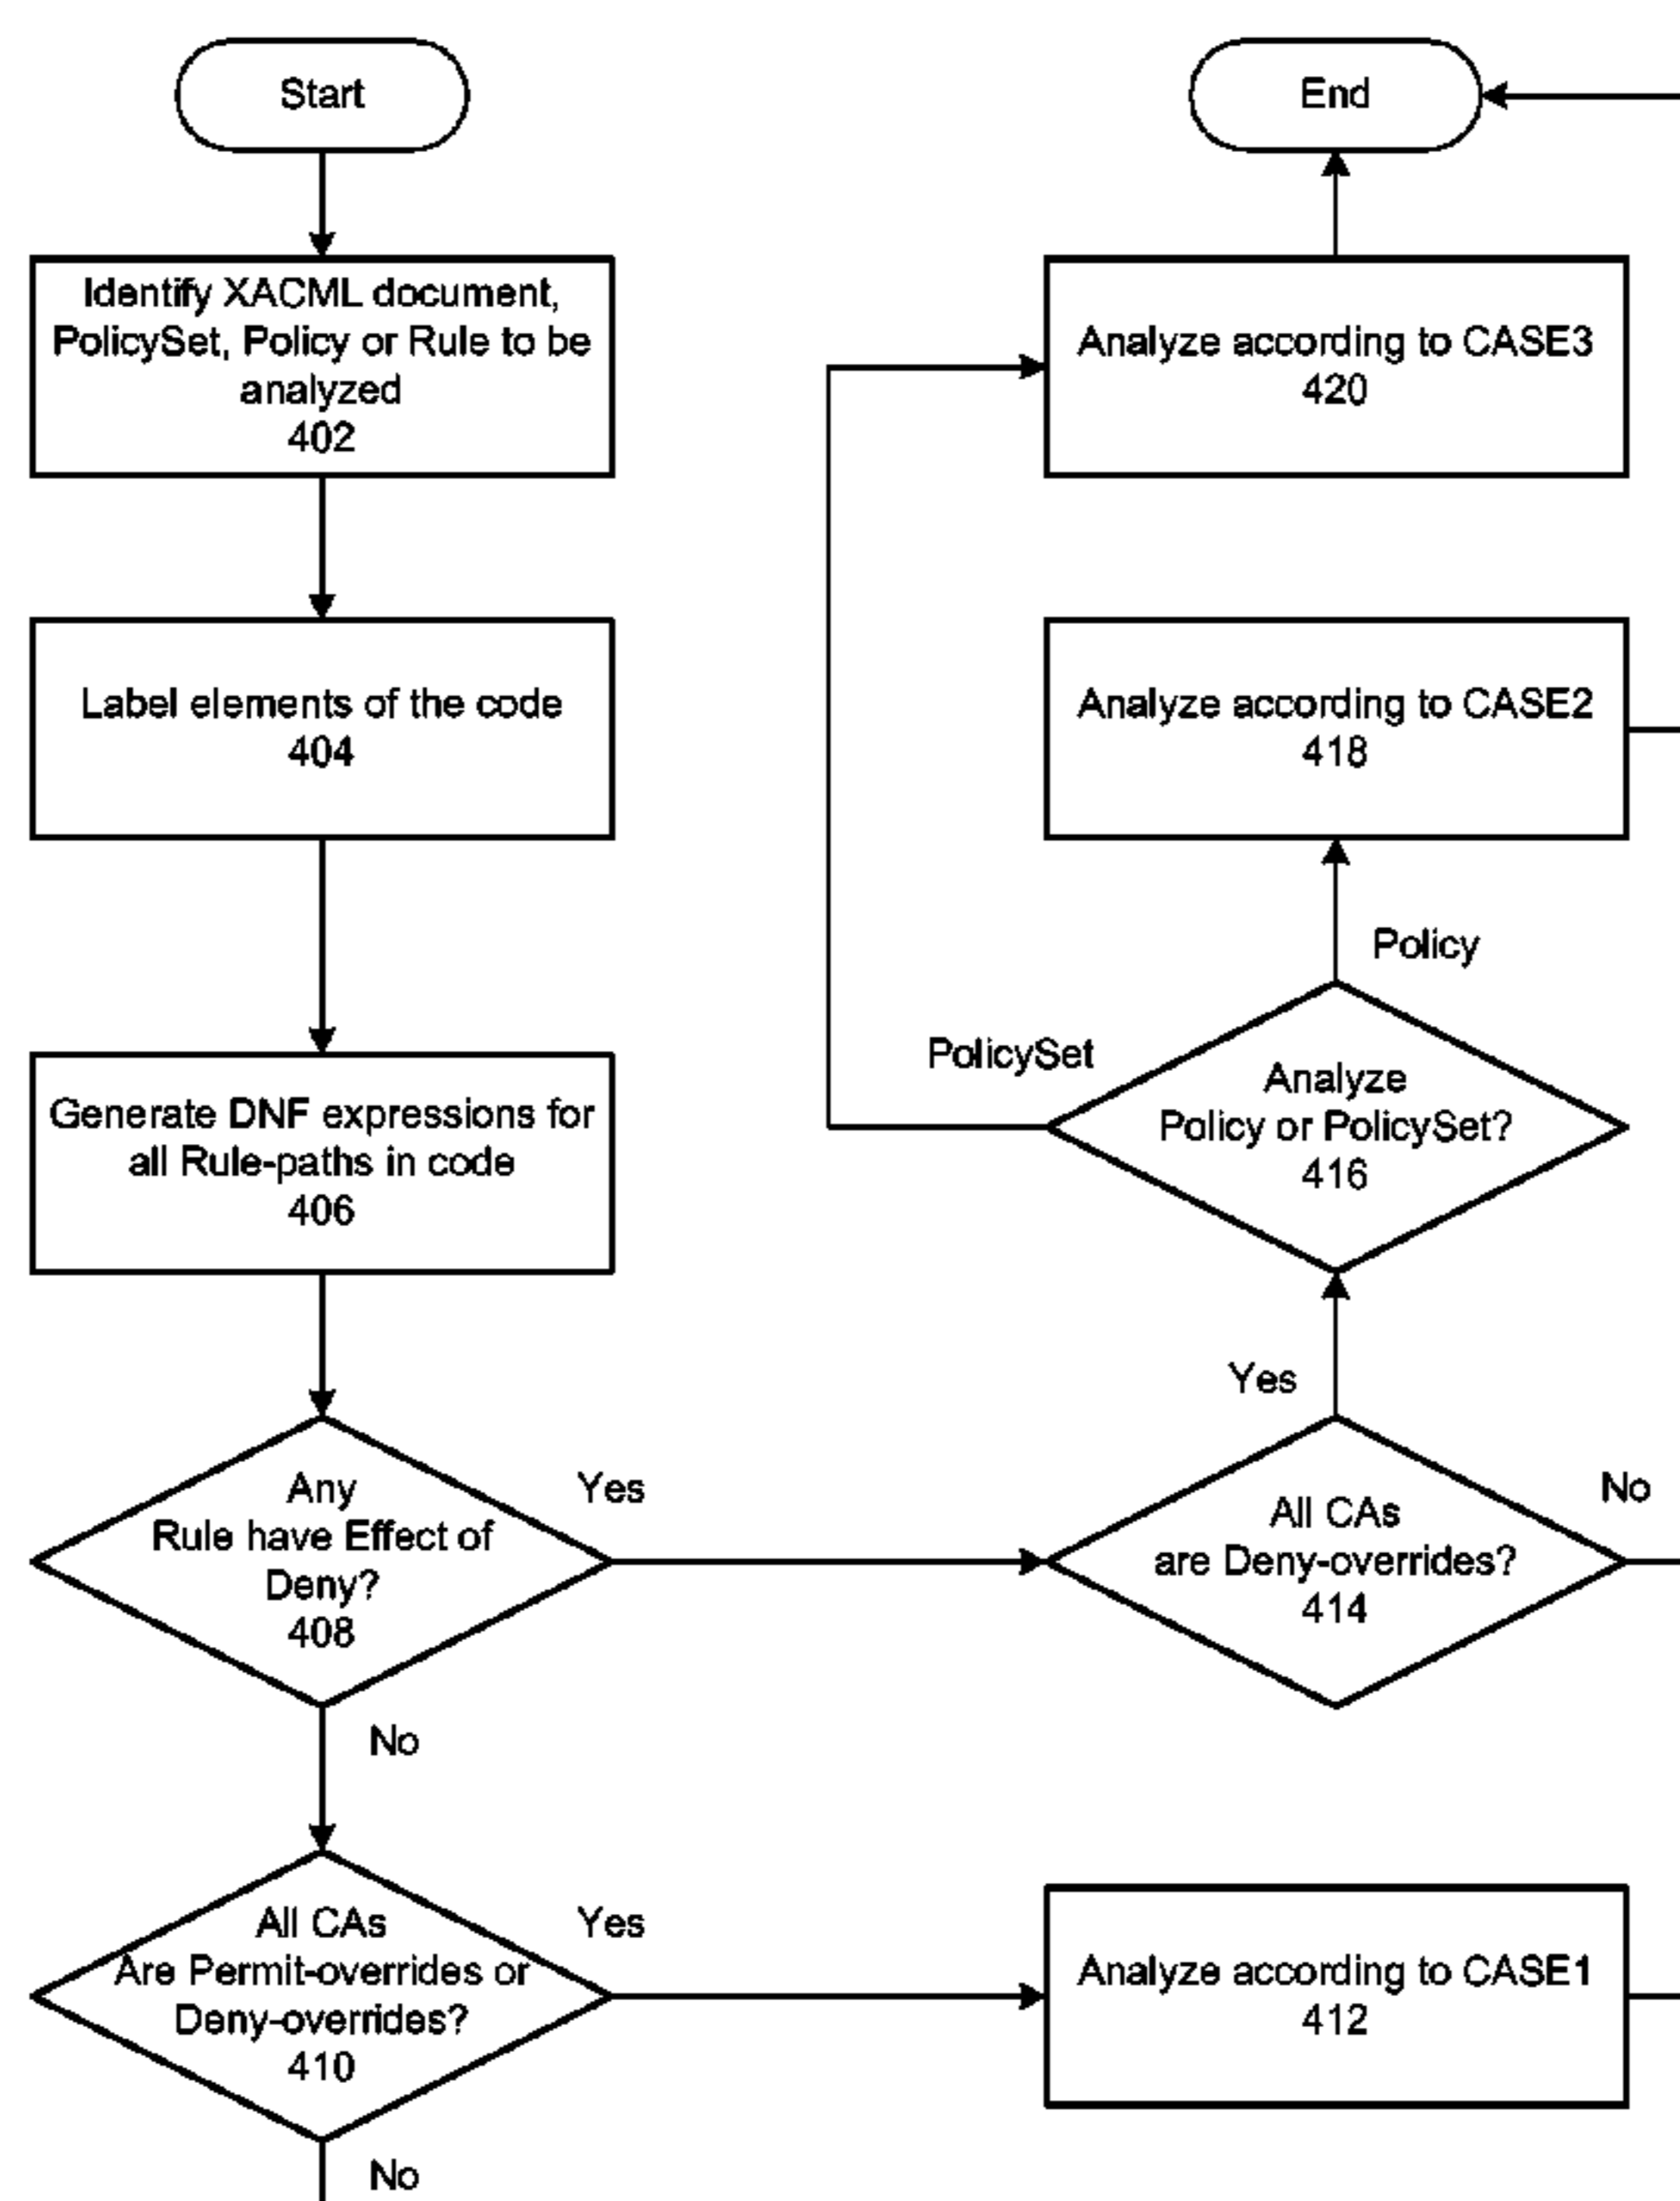 Start
Identify XACML document,
PolicySet, Policy or Rule to be
analyzed
402
Label elements of the code
404
Generate DNF expressions for
all Rule-paths in code
406
Any
Rule have Effect of
Deny?
408
Yes
No
All CAs
Are Permit-overrides or
Deny-overrides?
410
Yes
No
End
Analyze according to CASE3
420
Analyze according to CASE2
418
Policy
PolicySet
Analyze
Policy or PolicySet?
416
Yes
All CAs
are Deny-overrides?
414
No
Analyze according to CASE1
412